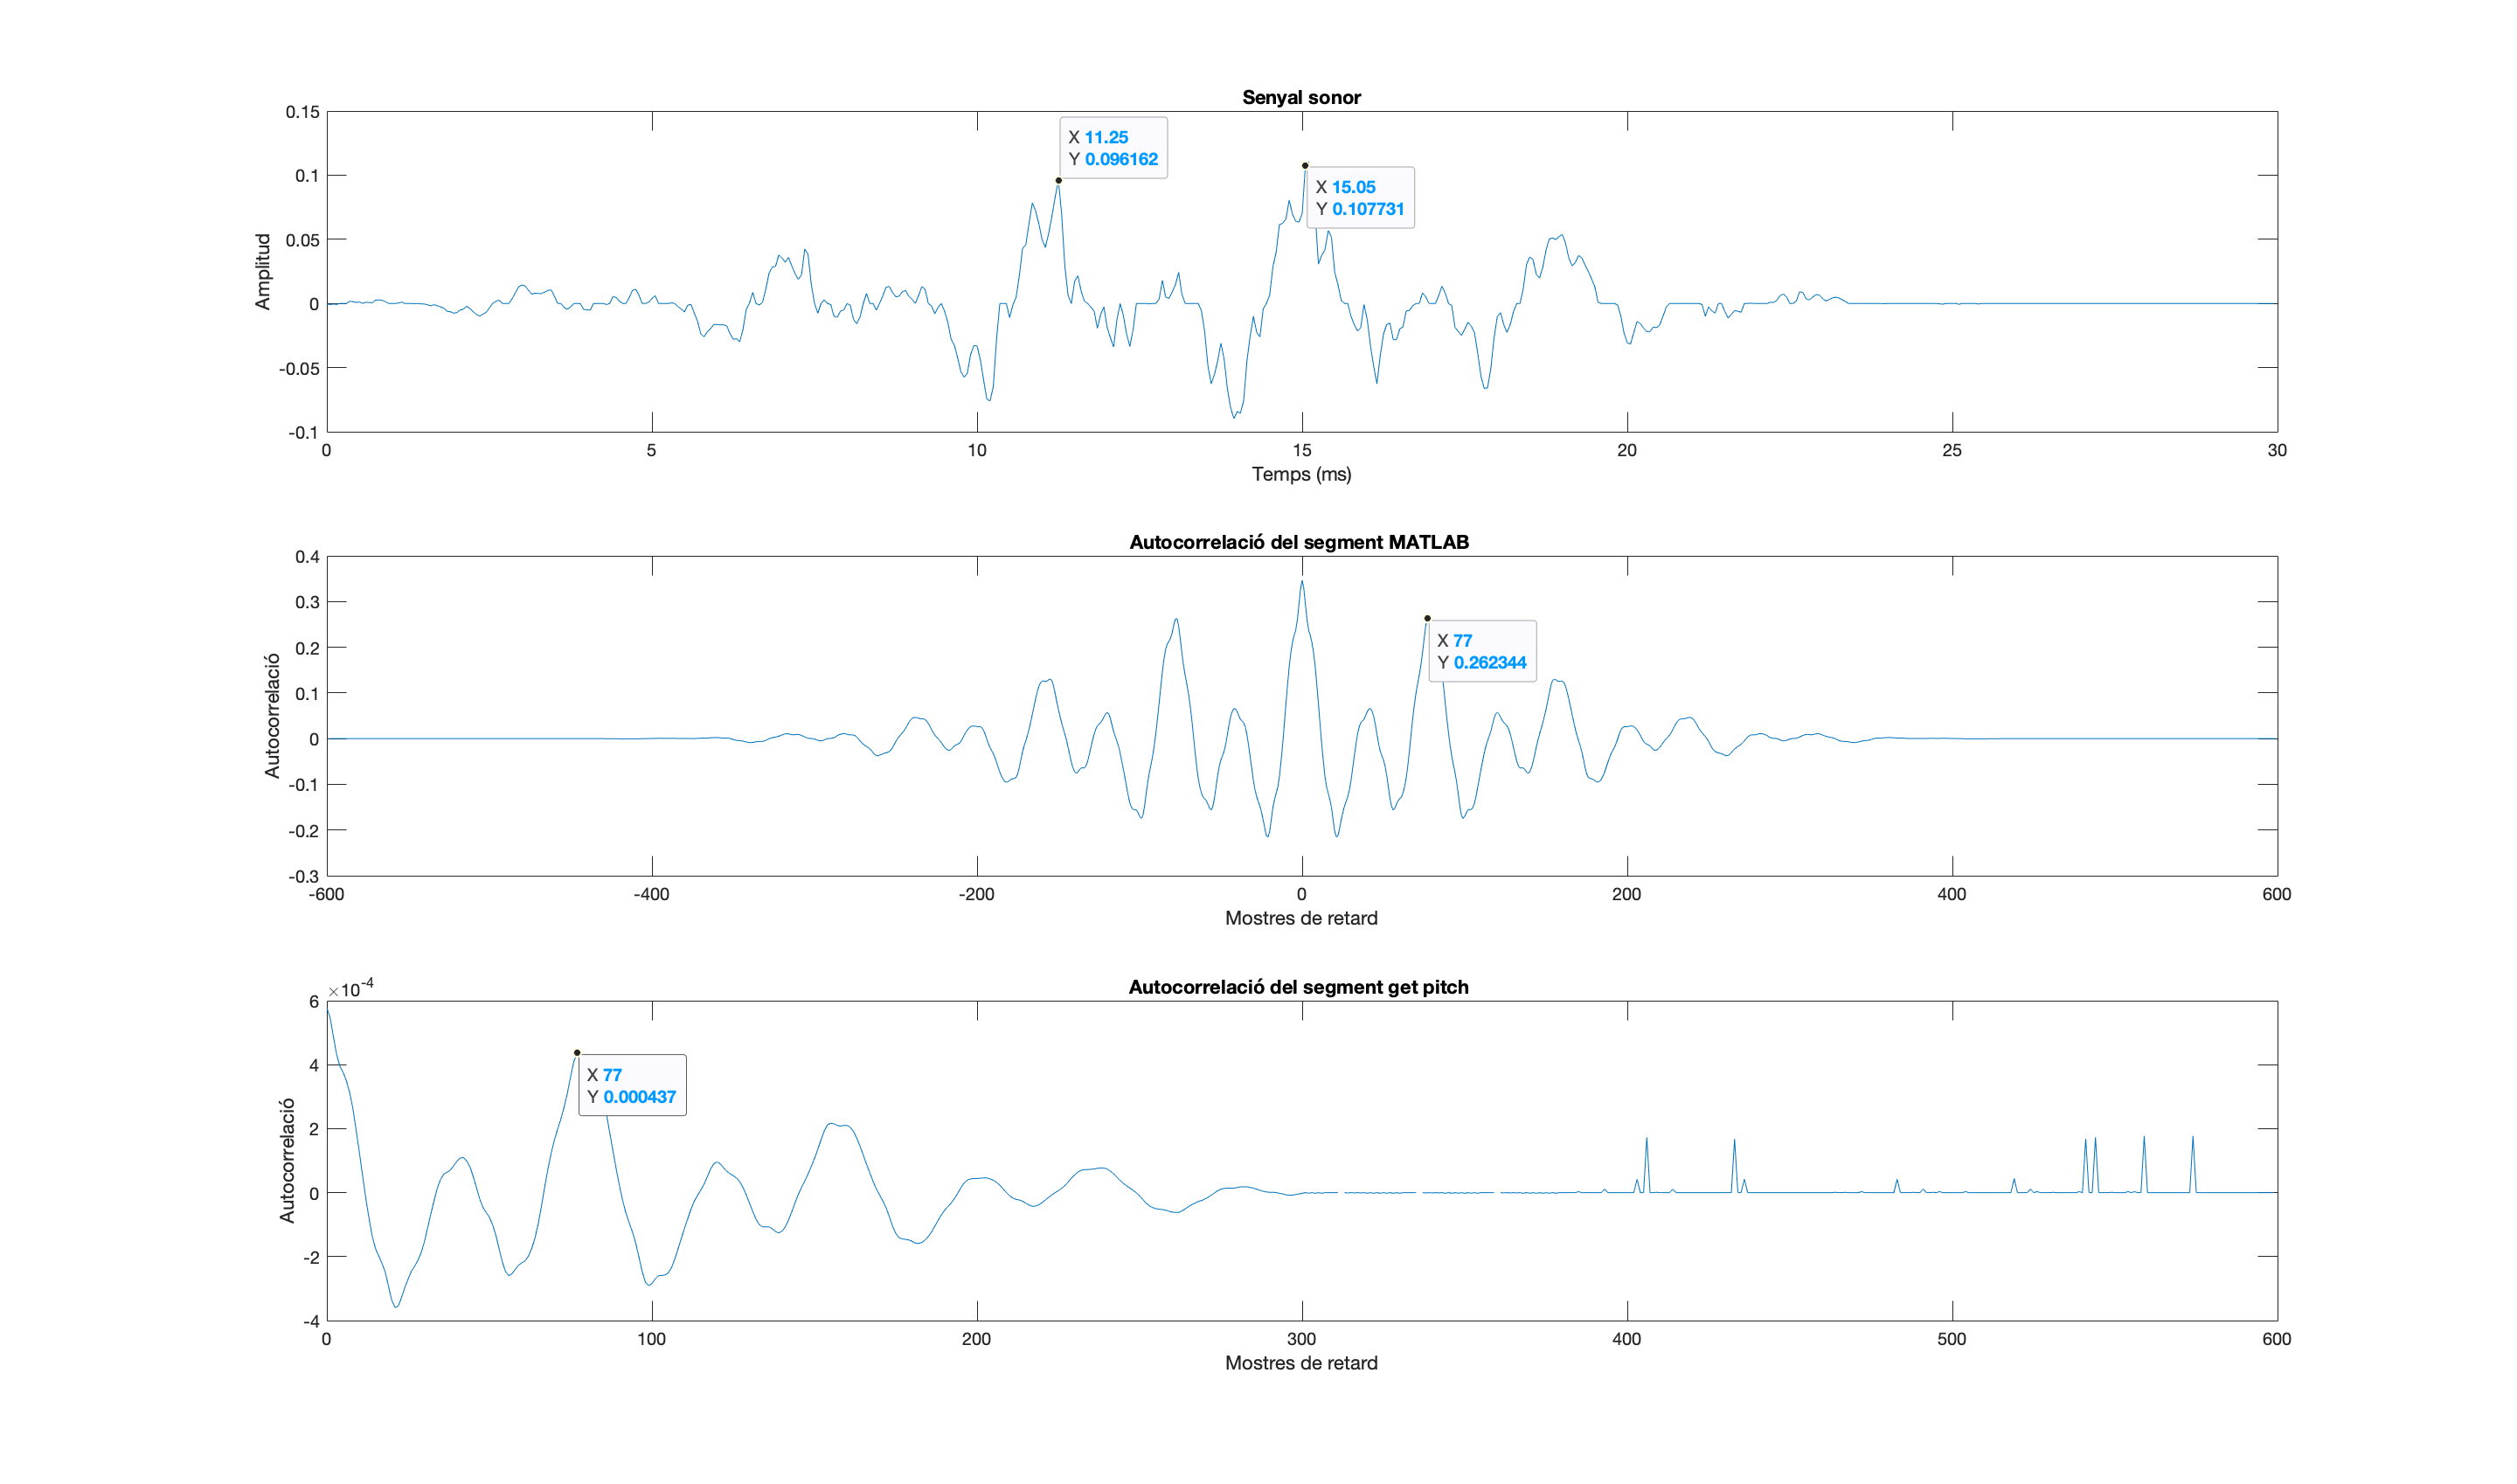 Senyal sonor
0.15
0.1
0.05
0
-0.05
-0.1
Amplitud
X 11.25
Y 0.096162
X 15.05
Y 0.107731
0 5 10 15 20 25 30
Temps (ms)
Autocorrelació del segment MATLAB
0.4
0.3
0.2
0.1
0
-0.1
-0.2
-0.3
Autocorrelació
X 77
Y 0.262344
-600 -400 -200 0 200 400 600
Mostres de retard
Autocorrelació del segment get pitch
×10-4
6
4
2
0
-2
-4
Autocorrelació
X 77
Y 0.000437
0 100 200 300 400 500 600
Mostres de retard